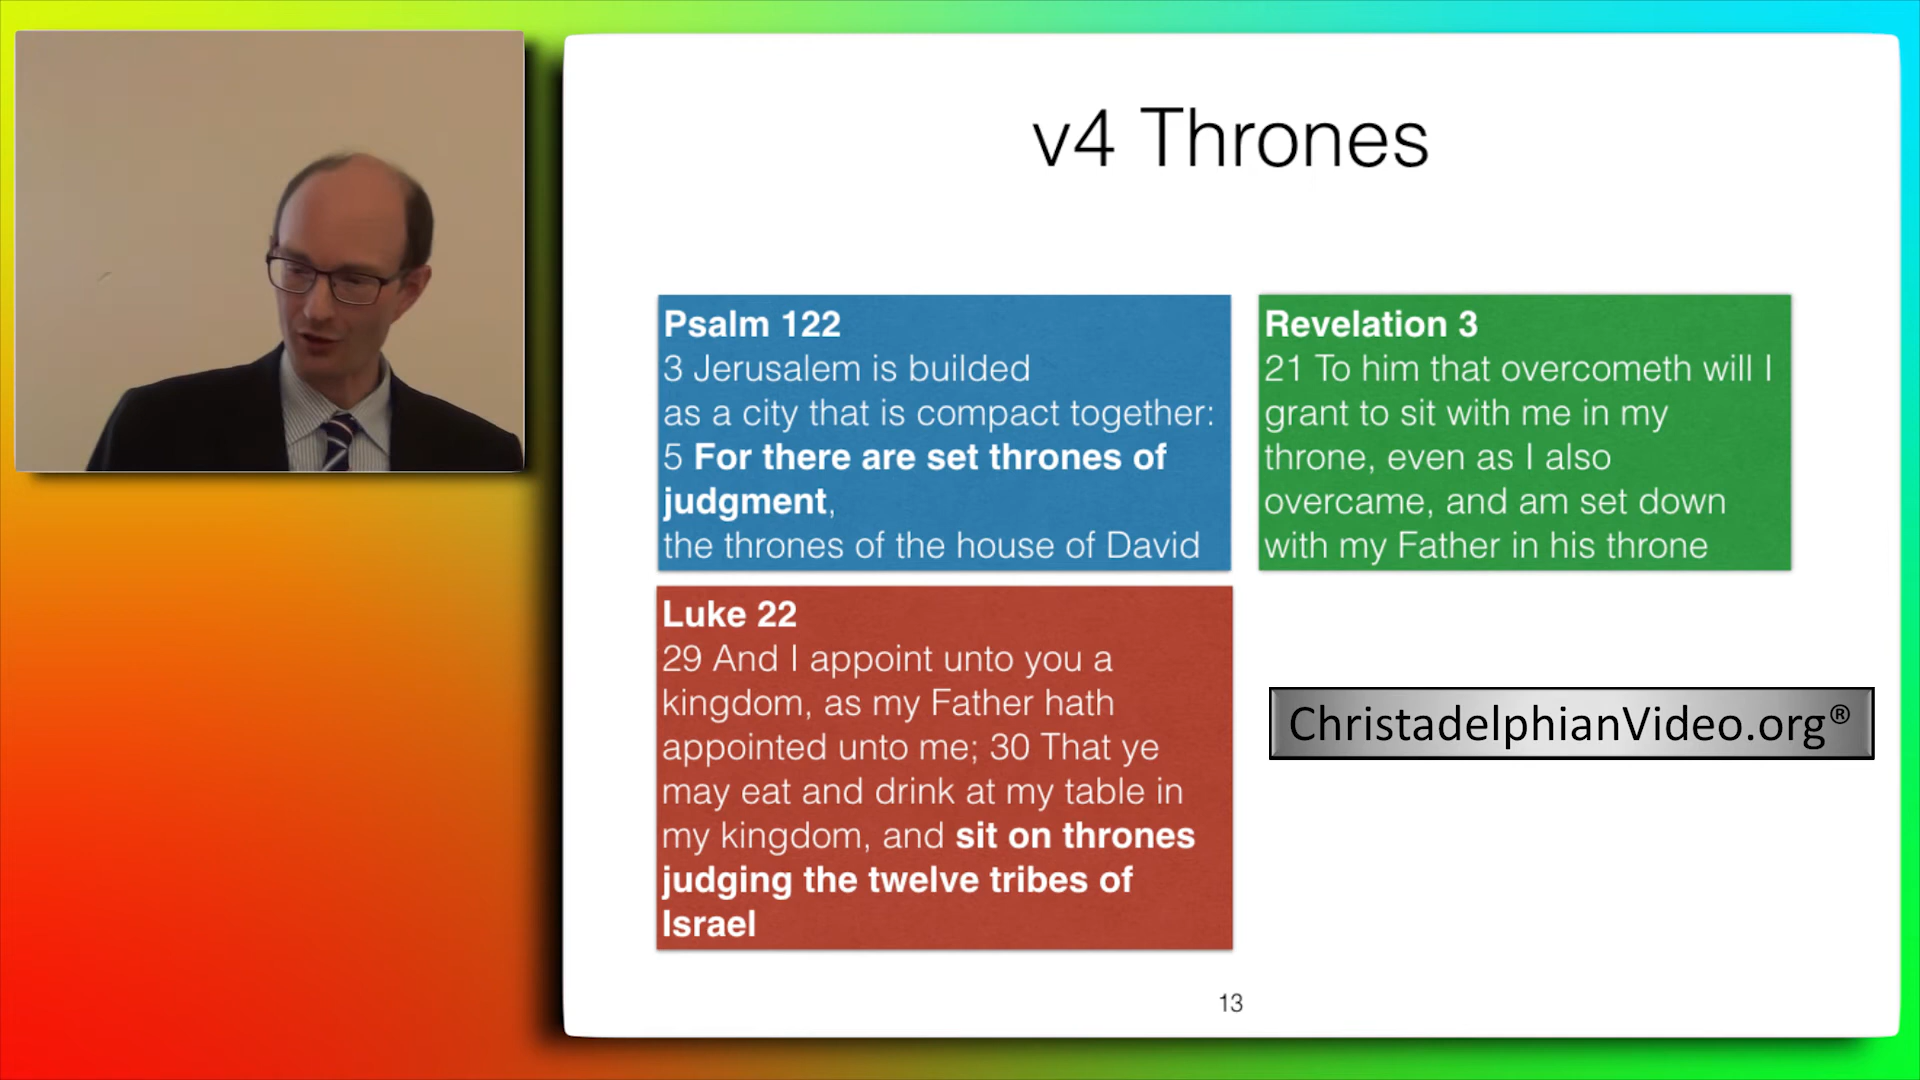 v4 Thrones
Psalm 122
3 Jerusalem is builded
as a city that is compact together:
5 For there are set thrones of
judgment,
the thrones of the house of David
Revelation 3
21 To him that overcometh will I
grant to sit with me in my
throne, even as I also
overcame, and am set down
with my Father in his throne
Luke 22
29 And I appoint unto you a
kingdom, as my Father hath
appointed unto me; 30 That ye
may eat and drink at my table in
my kingdom, and sit on thrones
judging the twelve tribes of
Israel
ChristadelphianVideo.org®
13